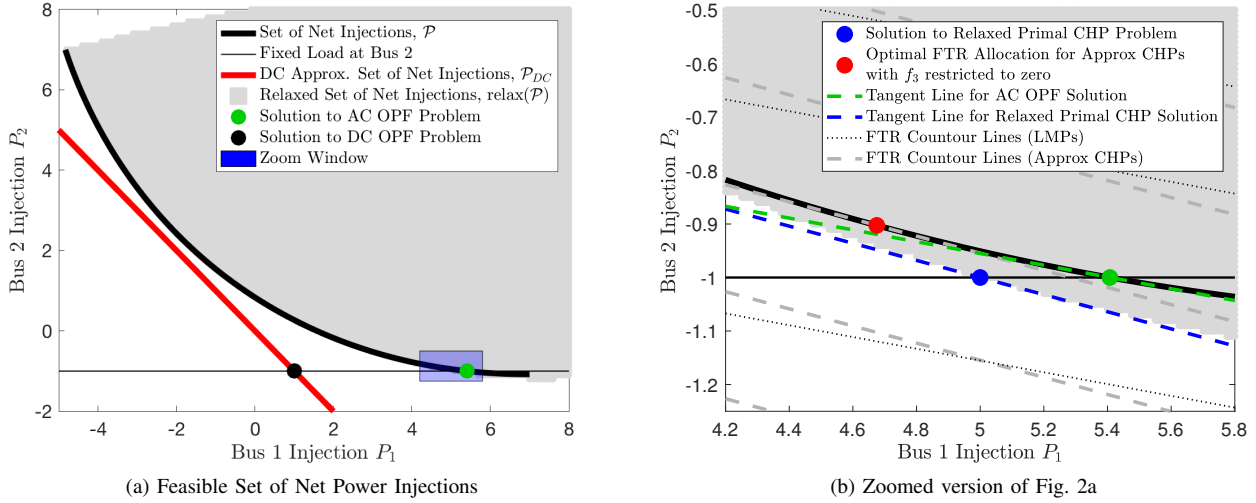 8
6
4
2
0
-2
-4
-2
0
2
4
6
8
Bus 2 Injection P₂
Bus 1 Injection P₁
Set of Net Injections, 𝒫
Fixed Load at Bus 2
DC Approx. Set of Net Injections, 𝒫_DC
Relaxed Set of Net Injections, relax(𝒫)
Solution to AC OPF Problem
Solution to DC OPF Problem
Zoom Window
(a) Feasible Set of Net Power Injections
-0.5
-0.6
-0.7
-0.8
-0.9
-1
-1.1
-1.2
4.2
4.4
4.6
4.8
5
5.2
5.4
5.6
5.8
Bus 2 Injection P₂
Bus 1 Injection P₁
Solution to Relaxed Primal CHP Problem
Optimal FTR Allocation for Approx CHPs
with f₃ restricted to zero
Tangent Line for AC OPF Solution
Tangent Line for Relaxed Primal CHP Solution
FTR Countour Lines (LMPs)
FTR Countour Lines (Approx CHPs)
(b) Zoomed version of Fig. 2a